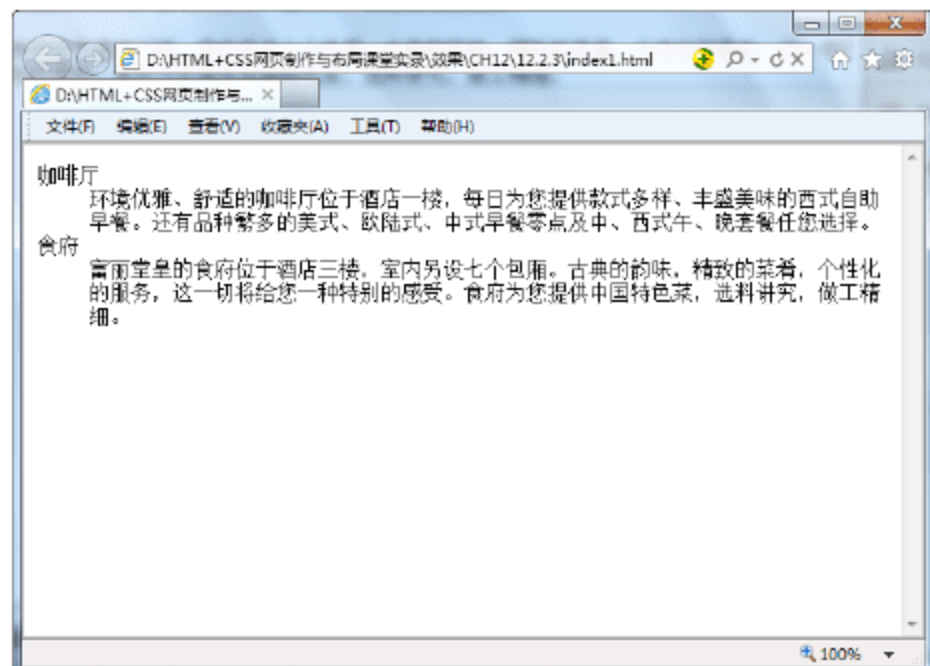 D:\HTML+CSS网页制作与布局课堂实录\效果\CH12\12.2.3\index1.html
D:\HTML+CSS网页制作与...
文件(F) 编辑(E) 查看(V) 收藏夹(A) 工具(T) 帮助(H)
咖啡厅
环境优雅、舒适的咖啡厅位于酒店一楼，每日为您提供款式多样、丰盛美味的西式自助
早餐。还有品种繁多的美式、欧陆式、中式早餐零点及中、西式午、晚套餐任您选择。
食府
富丽堂皇的食府位于酒店三楼，室内另设七个包厢。古典的韵味，精致的菜肴，个性化
的服务，这一切将给您一种特别的感受。食府为您提供中国特色菜，选料讲究，做工精
细。
100%